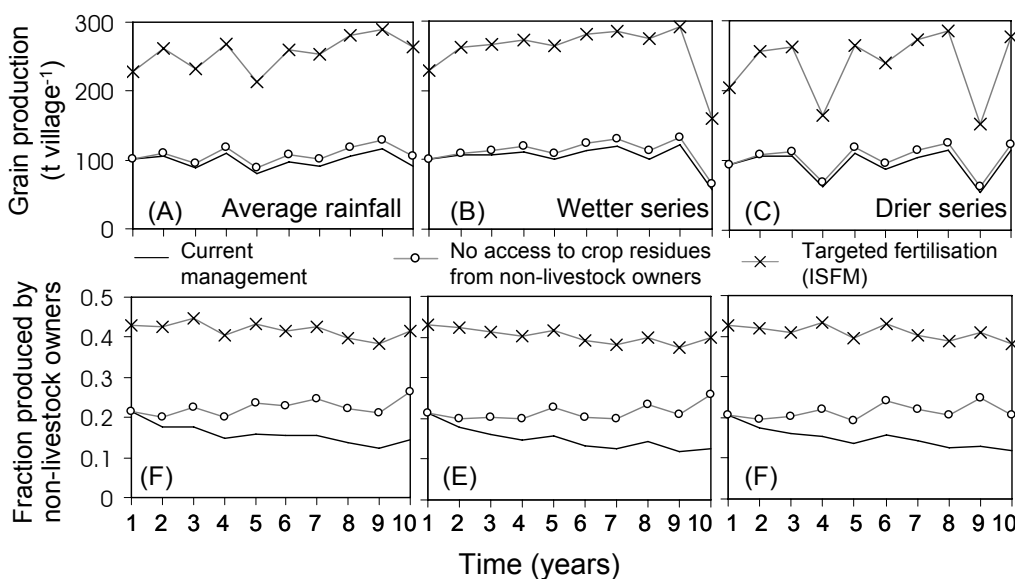 Grain production
(t village-1)
300
200
100
0
(A) Average rainfall
(B) Wetter series
(C) Drier series
Current
management
No access to crop residues
from non-livestock owners
Targeted fertilisation
(ISFM)
Fraction produced by
non-livestock owners
0.5
0.4
0.3
0.2
0.1
0
(F)
(E)
(F)
1 2 3 4 5 6 7 8 9 10
1 2 3 4 5 6 7 8 9 10
1 2 3 4 5 6 7 8 9 10
Time (years)